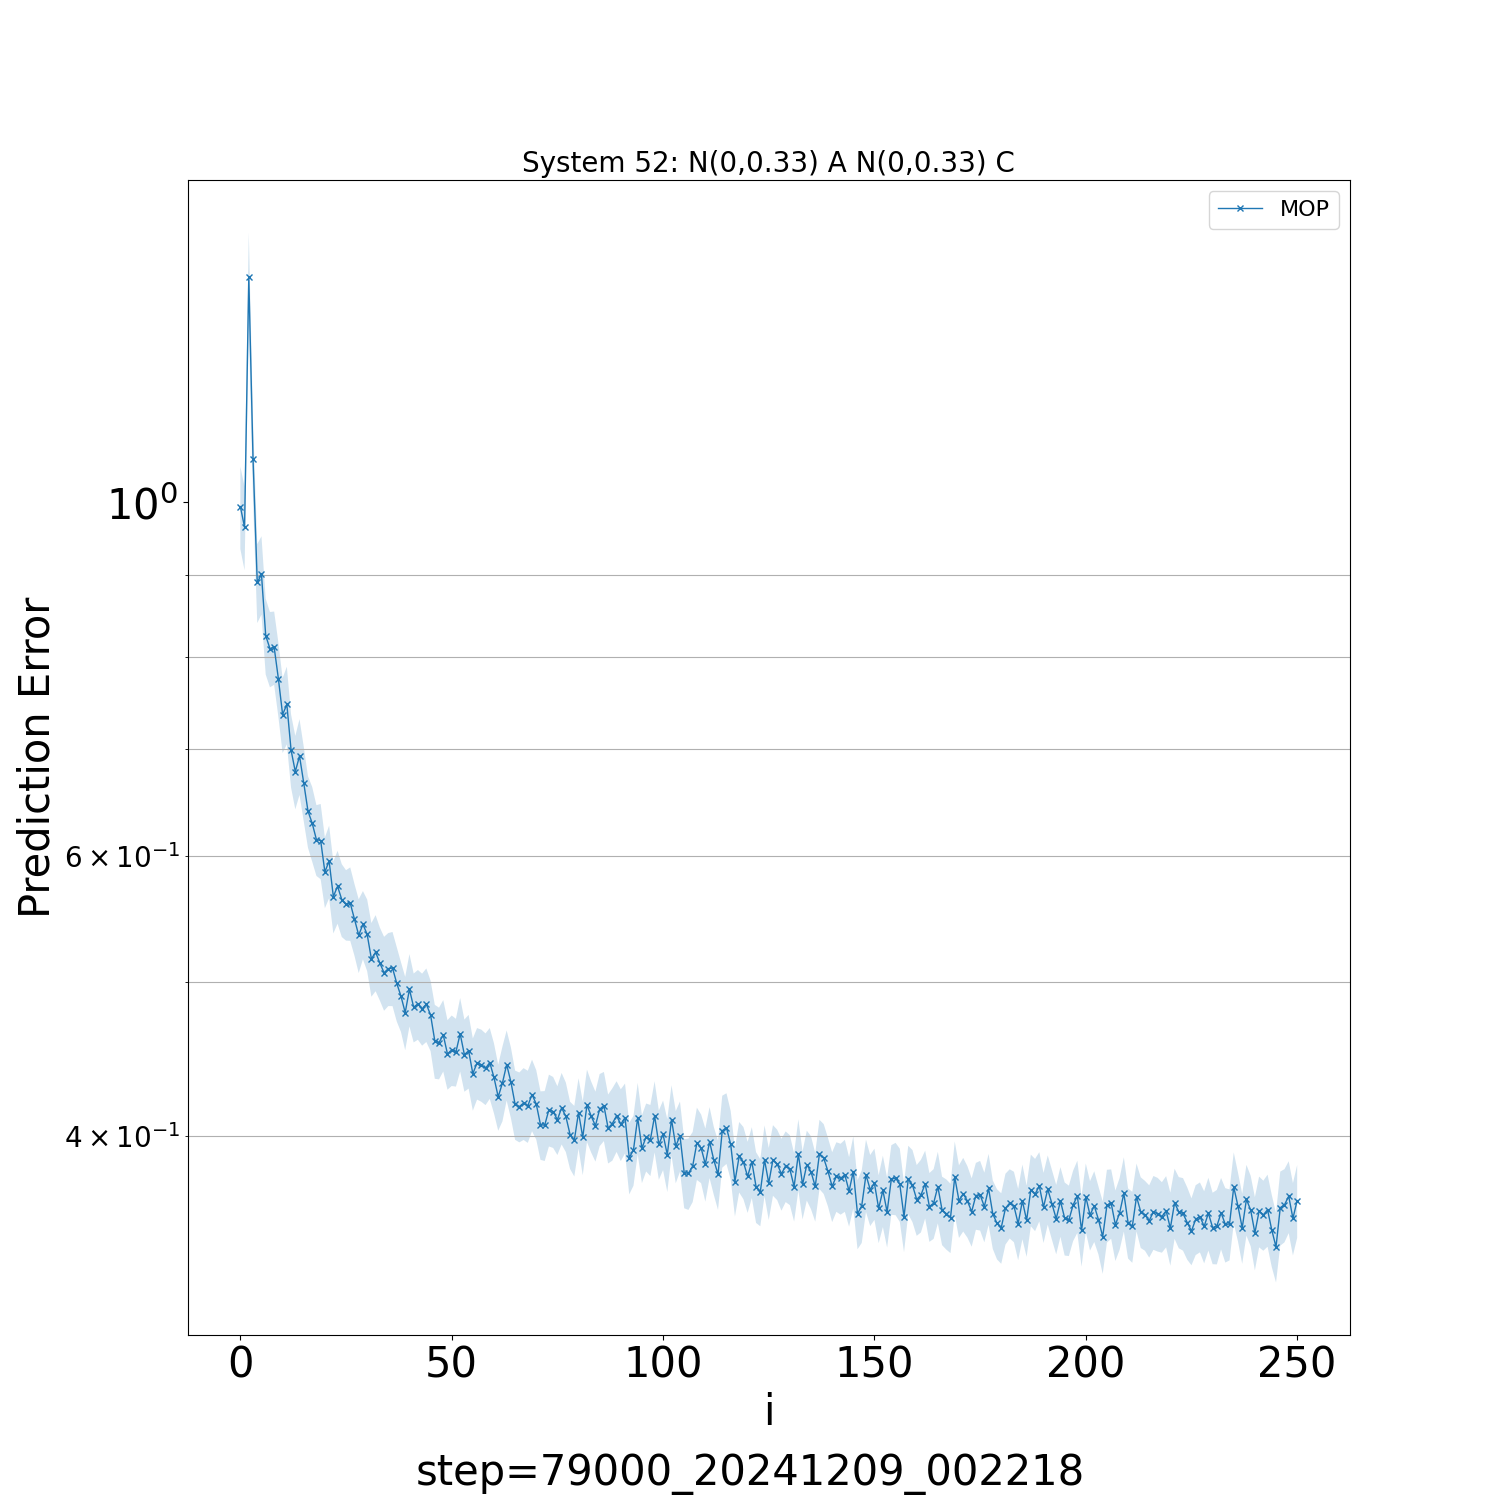 System 52: N(0,0.33) A N(0,0.33) C
MOP
10⁰
6 × 10⁻¹
4 × 10⁻¹
Prediction Error
0 50 100 150 200 250
i
step=79000_20241209_002218